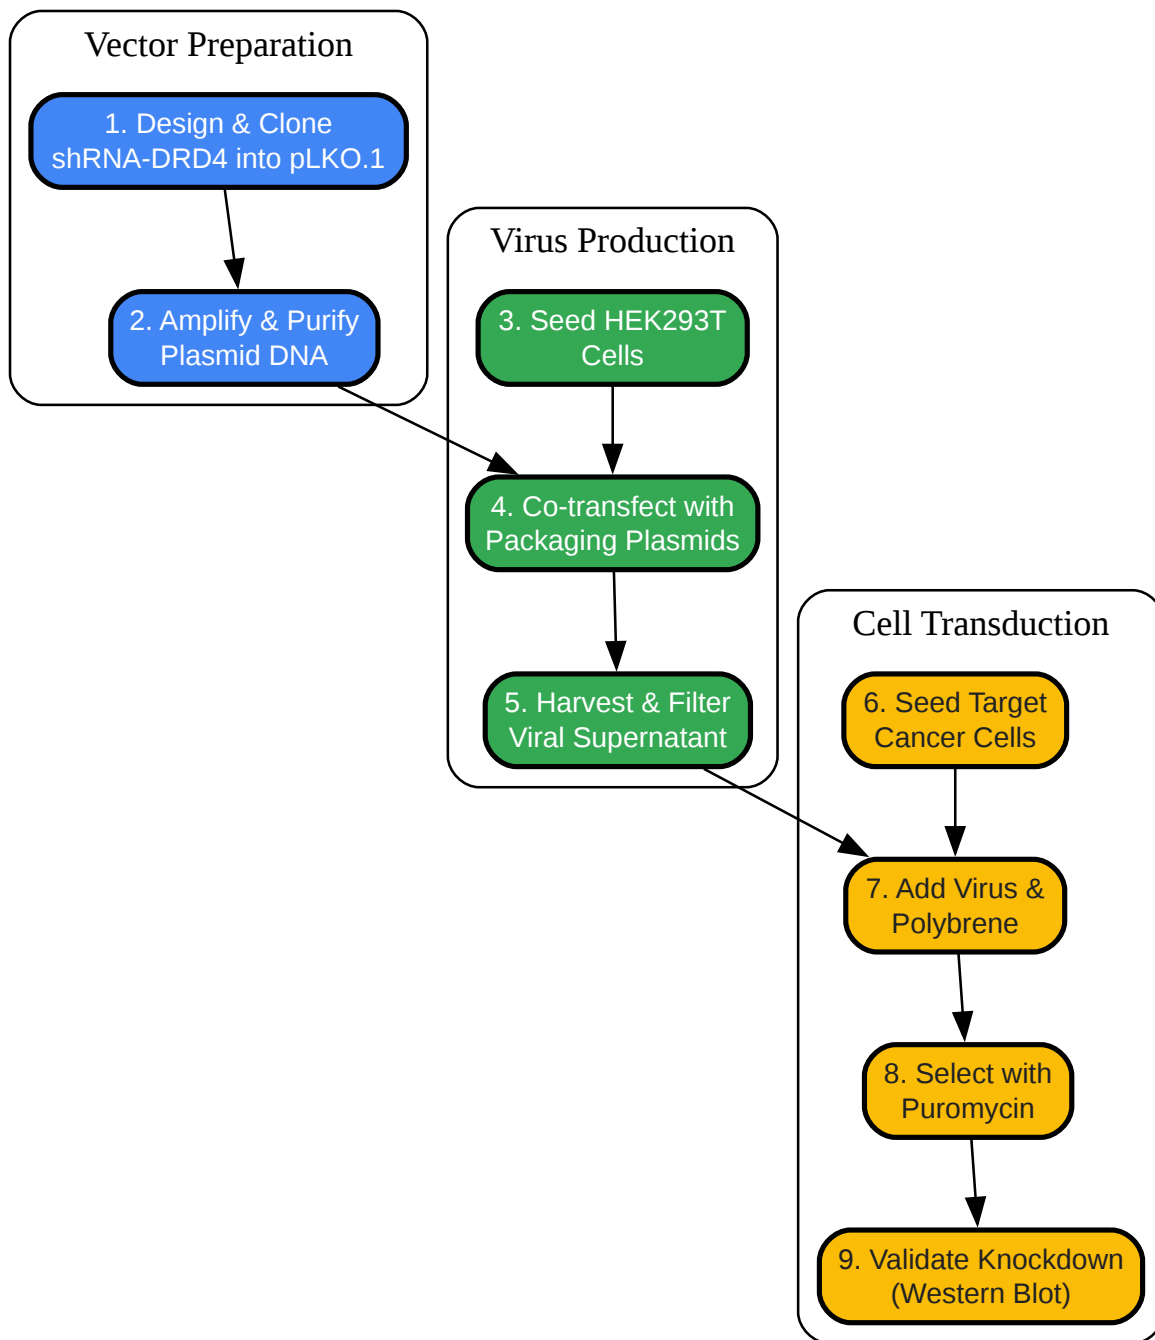 Vector Preparation
1. Design & Clone
shRNA-DRD4 into pLKO.1
2. Amplify & Purify
Plasmid DNA
Virus Production
3. Seed HEK293T
Cells
4. Co-transfect with
Packaging Plasmids
5. Harvest & Filter
Viral Supernatant
Cell Transduction
6. Seed Target
Cancer Cells
7. Add Virus &
Polybrene
8. Select with
Puromycin
9. Validate Knockdown
(Western Blot)